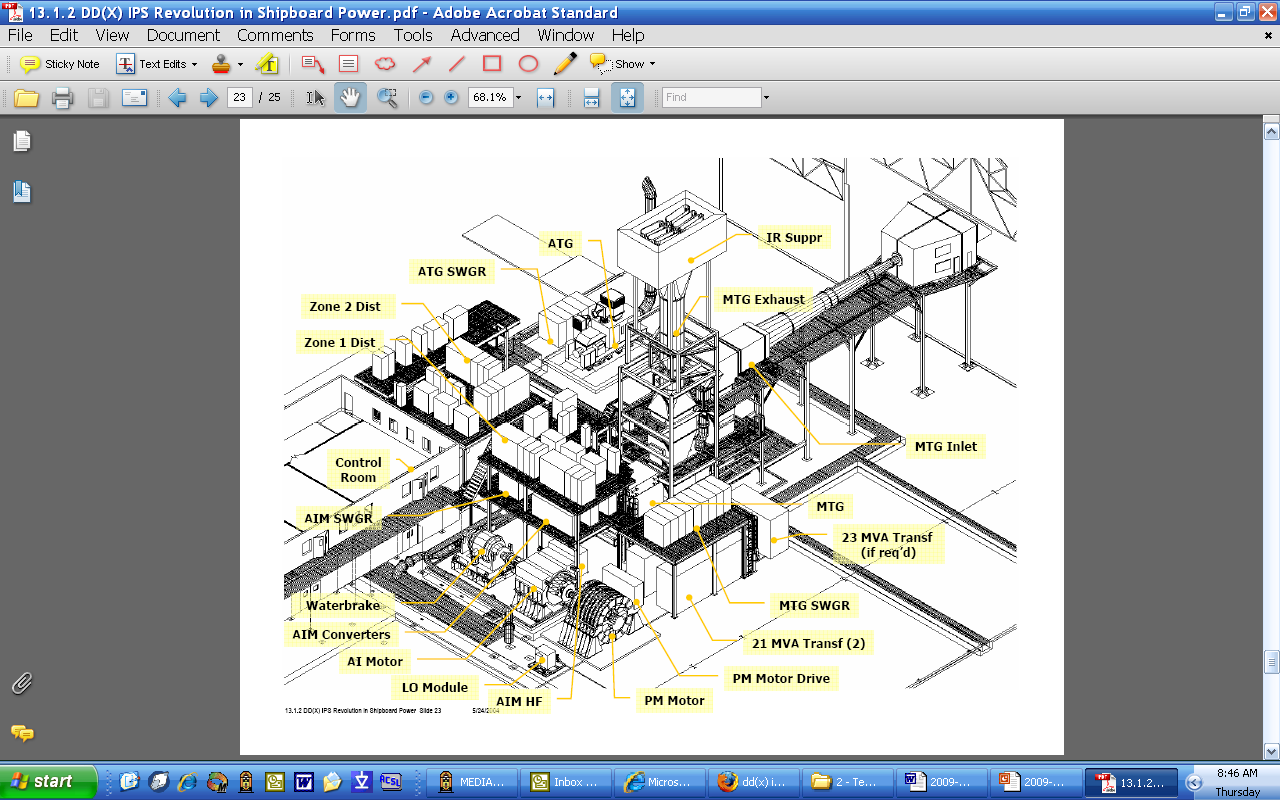 13.1.2 DD(X) IPS Revolution in Shipboard Power.pdf - Adobe Acrobat Standard
File Edit View Document Comments Forms Tools Advanced Window Help
Sticky Note Text Edits Show
23 / 25 68.1% Find
IR Suppr
ATG
ATG SWGR
MTG Exhaust
Zone 2 Dist
Zone 1 Dist
MTG Inlet
Control
Room
MTG
AIM SWGR
23 MVA Transf
(if req'd)
Waterbrake
MTG SWGR
AIM Converters
21 MVA Transf (2)
AI Motor
PM Motor Drive
LO Module
AIM HF
PM Motor
13.1.2 DD(X) IPS Revolution in Shipboard Power Slide 23 5/24/2004
start MEDIA... Inbox ... Micros... dd(x) i... 2 - Te... 2009-... 2009-... 13.1.2...
ACSL
8:46 AM
Thursday